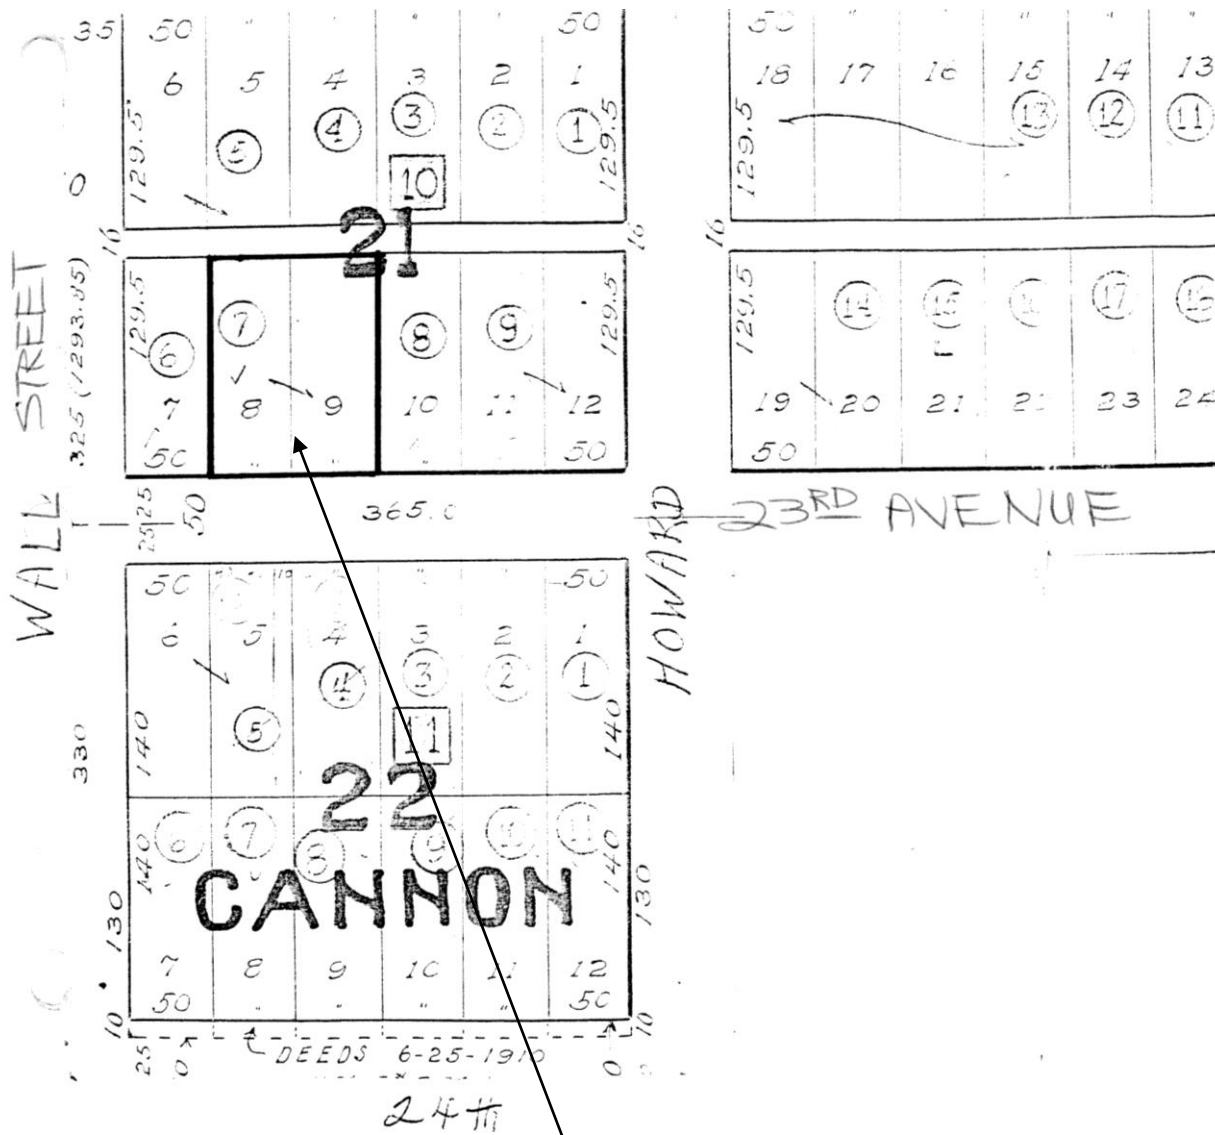 35 50 " " 50 50 " " "
6 5 4 3 2 1 18 17 16 15 14 13
5 4 3 2 1 13 12 11
129.5' 129.5 129.5
0 10
16 21 16 16
129.5 129.5 129.5
6 7 8 9 14 15 17
7 8 9 10 11 12 19 20 21 23 24
50 " " " 50 50
WALL STREET
325 (1293.85)
25 25 50 365.0
HOWARD
23RD AVENUE
50 " " 50
6 5 4 3 2 1
5 4 3 2 1
140 11 140
330
22
6 7 8 9 10 11
140 140
CANNON
130 130
7 8 9 10 11 12
50 " " " " 50
10 10
25 0 DEEDS 6-25-1910 0
24th